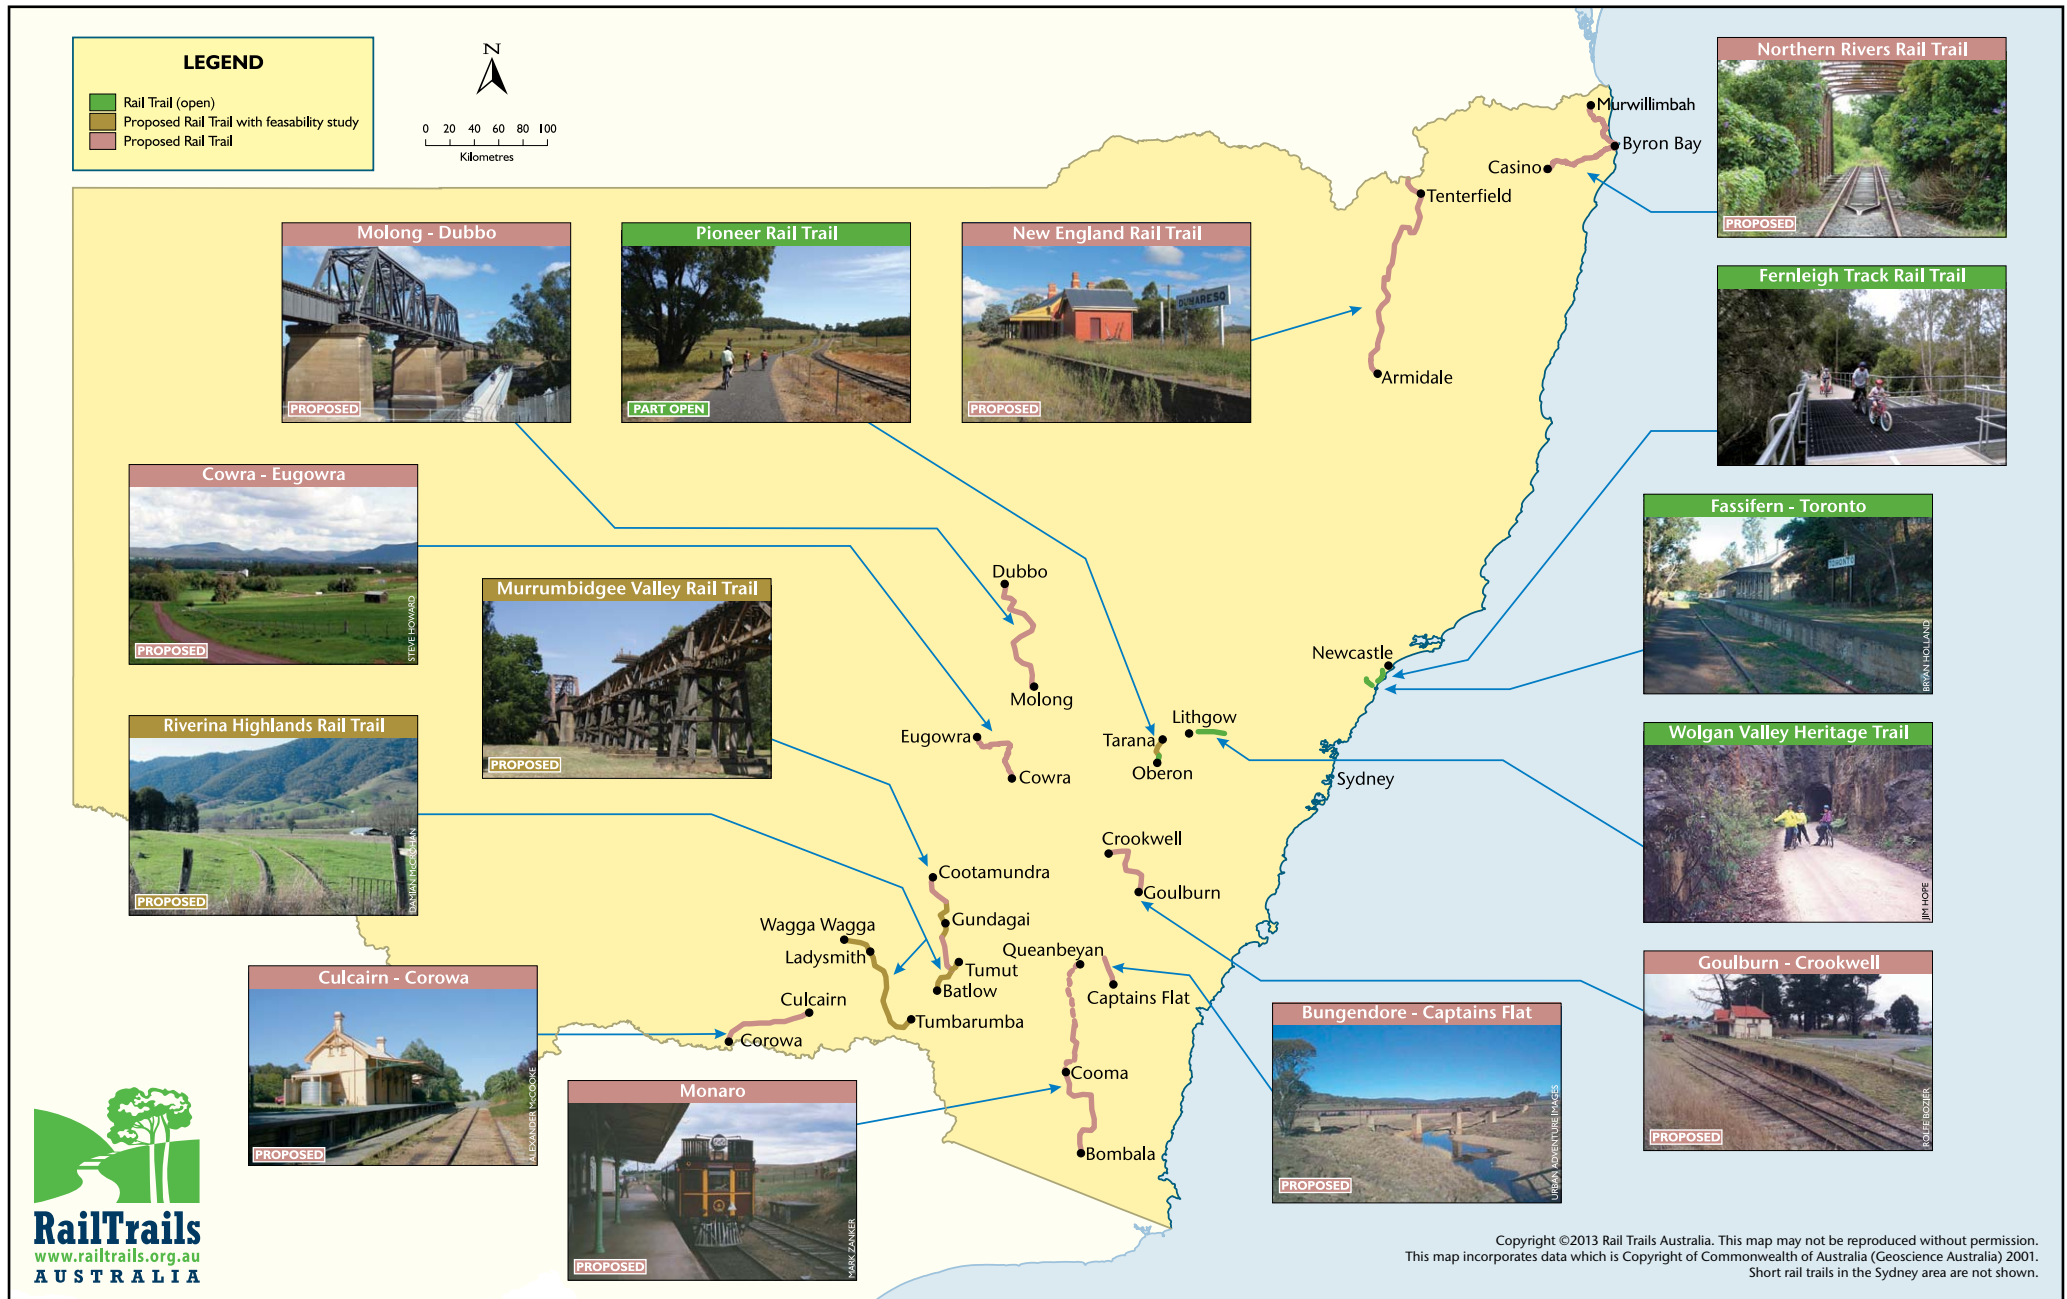 LEGEND
Rail Trail (open)
Proposed Rail Trail with feasability study
Proposed Rail Trail
N
0 20 40 60 80 100
Kilometres
Northern Rivers Rail Trail
PROPOSED
Murwillimbah
Byron Bay
Casino
Tenterfield
Armidale
Molong - Dubbo
PROPOSED
Pioneer Rail Trail
PART OPEN
New England Rail Trail
DUMARESQ
PROPOSED
Fernleigh Track Rail Trail
Cowra - Eugowra
PROPOSED
STEVE HOWARD
Fassifern - Toronto
TORONTO
BRYAN HOLLAND
Murrumbidgee Valley Rail Trail
PROPOSED
Dubbo
Molong
Newcastle
Riverina Highlands Rail Trail
PROPOSED
DAMIAN McCROHAN
Eugowra
Cowra
Lithgow
Tarana
Oberon
Sydney
Wolgan Valley Heritage Trail
JIM HOPE
Crookwell
Goulburn
Cootamundra
Gundagai
Wagga Wagga
Ladysmith
Tumut
Batlow
Tumbarumba
Queanbeyan
Captains Flat
Culcairn
Corowa
Cooma
Bombala
Culcairn - Corowa
PROPOSED
ALEXANDER McCOOKE
Goulburn - Crookwell
PROPOSED
ROLFE BOZIER
Bungendore - Captains Flat
PROPOSED
URBAN ADVENTURE IMAGES
Monaro
PROPOSED
MARK ZANKER
RailTrails
www.railtrails.org.au
AUSTRALIA
Copyright ©2013 Rail Trails Australia. This map may not be reproduced without permission.
This map incorporates data which is Copyright of Commonwealth of Australia (Geoscience Australia) 2001.
Short rail trails in the Sydney area are not shown.